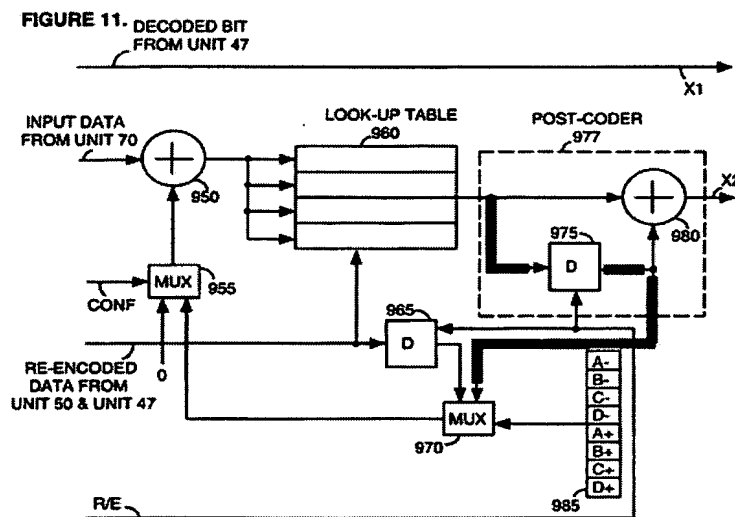 FIGURE 11.
DECODED BIT
FROM UNIT 47
X1
INPUT DATA
FROM UNIT 70
950
LOOK-UP TABLE
960
POST-CODER
977
X2
980
975
D
MUX
955
CONF
0
965
D
RE-ENCODED
DATA FROM
UNIT 50 & UNIT 47
MUX
970
A-
B-
C-
D-
A+
B+
C+
D+
985
R/E